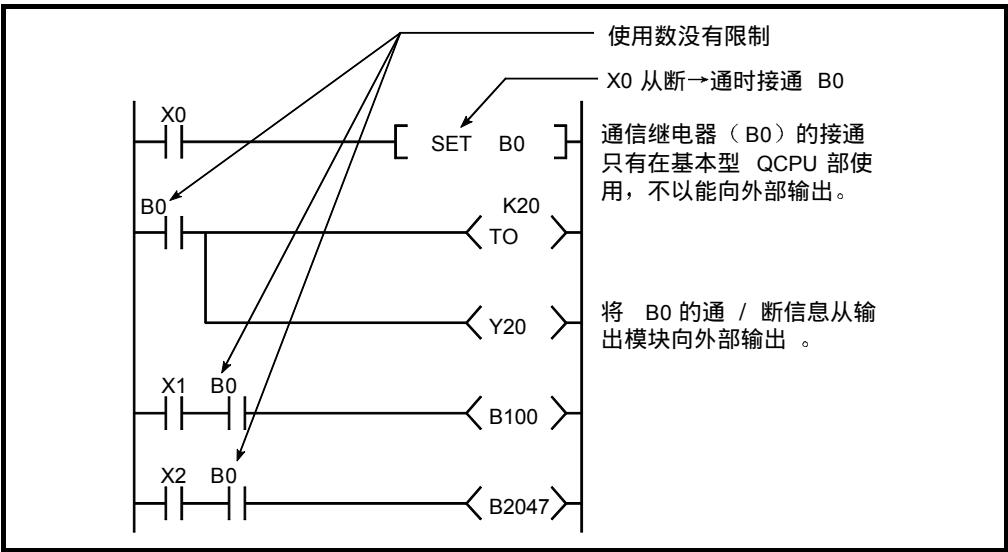 使用数没有限制
X0 从断→通时接通 B0
X0
SET B0
通信继电器（B0）的接通
只有在基本型 QCPU 部使
用，不以能向外部输出。
B0
K20
TO
Y20
将 B0 的通 / 断信息从输
出模块向外部输出 。
X1 B0
B100
X2 B0
B2047